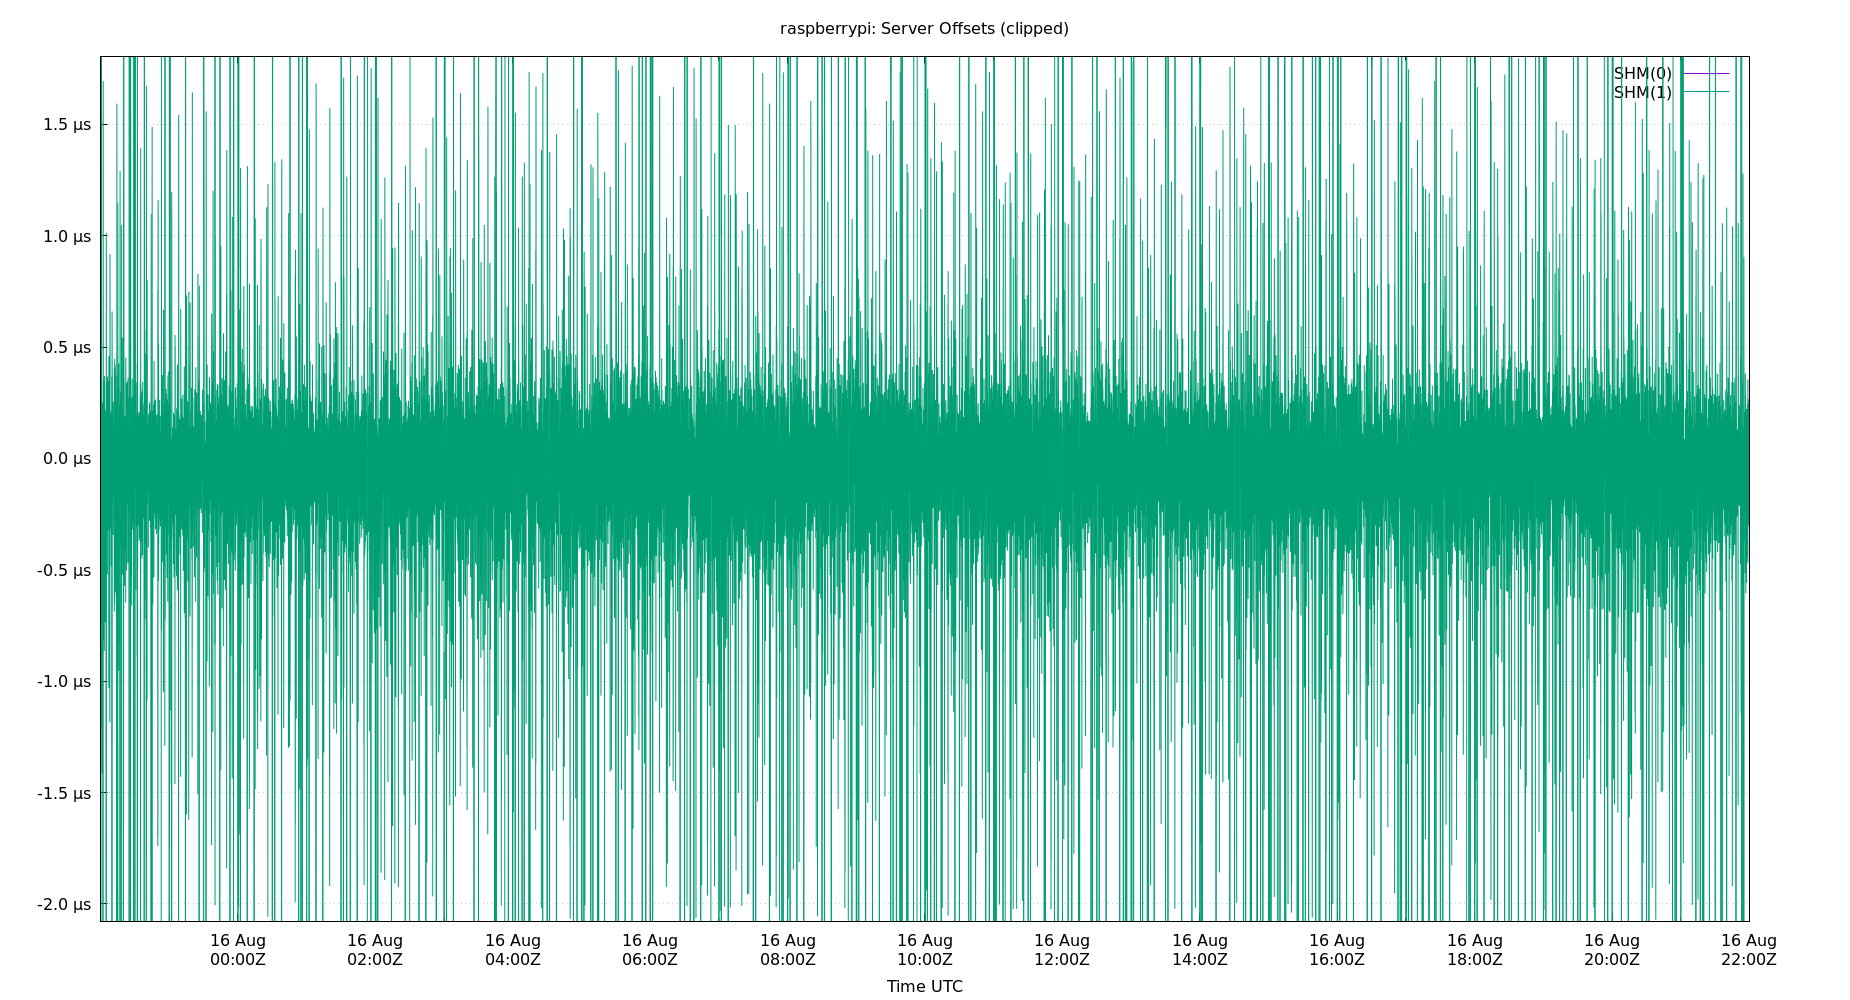 raspberrypi: Server Offsets (clipped)
SHM(0)
SHM(1)
1.5 µs
1.0 µs
0.5 µs
0.0 µs
-0.5 µs
-1.0 µs
-1.5 µs
-2.0 µs
16 Aug 16 Aug 16 Aug 16 Aug 16 Aug 16 Aug 16 Aug 16 Aug 16 Aug 16 Aug 16 Aug 16 Aug
00:00Z 02:00Z 04:00Z 06:00Z 08:00Z 10:00Z 12:00Z 14:00Z 16:00Z 18:00Z 20:00Z 22:00Z
Time UTC